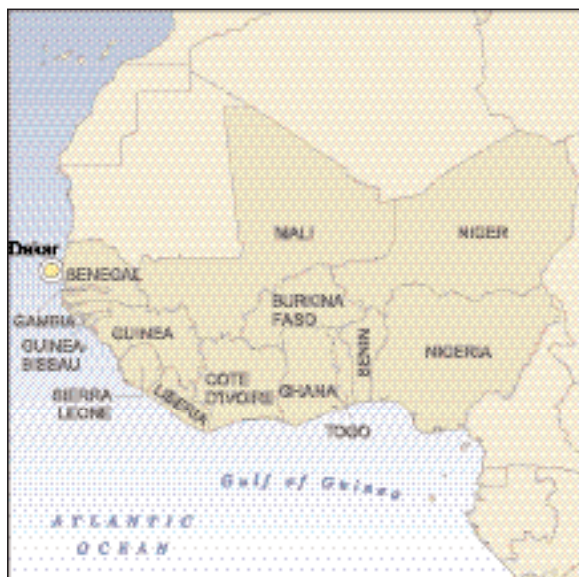 MALI
NIGER
Dakar
SENEGAL
BURKINA
FASO
GAMBIA
GUINEA
GUINEA-
BISSAU
BENIN
NIGERIA
SIERRA
LEONE
LIBERIA
COTE
D'IVOIRE
GHANA
TOGO
Gulf of Guinea
ATLANTIC
OCEAN